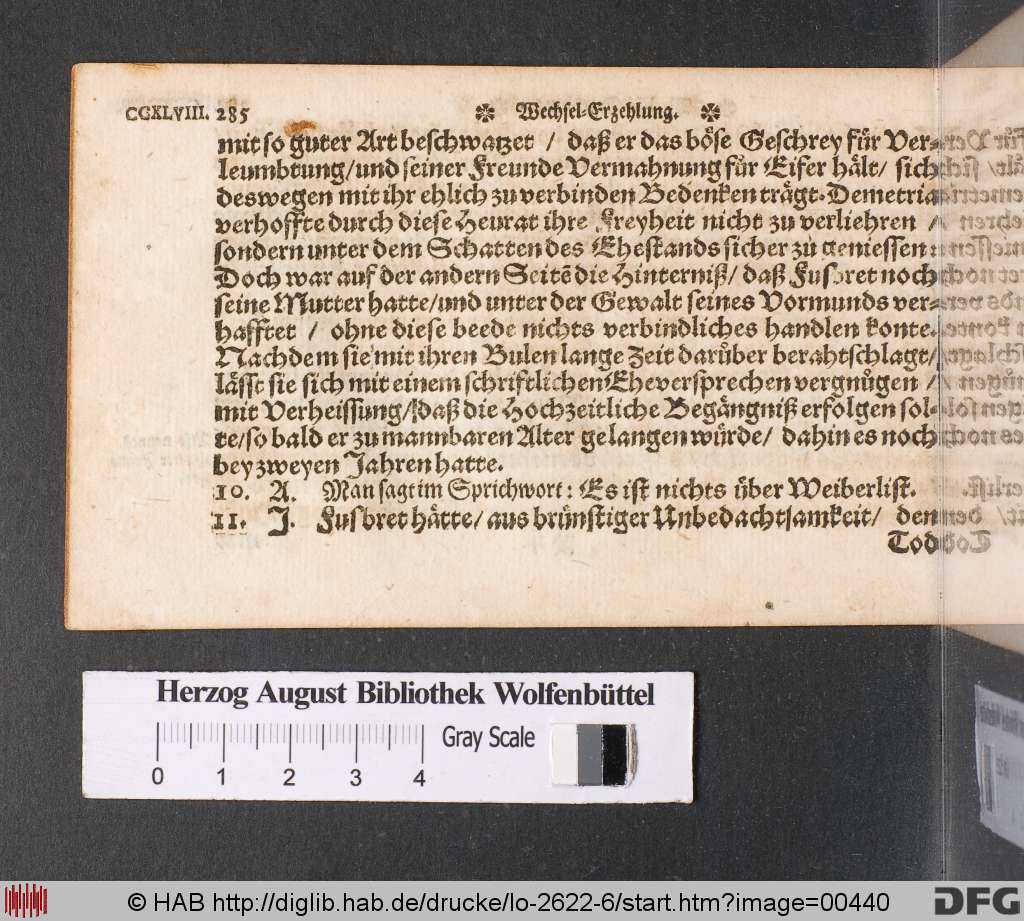 CCXLVIII. 285 ✲ Wechsel-Erzehlung. ✲
mit so guter Art beschwatzet / daß er das böse Geschrey für Ver-
leumbtung/und seiner Freunde Vermahnung für Eifer hält/ sich
deswegen mit ihr ehlich zu verbinden Bedenken trägt. Demetria
verhoffte durch diese Heurat ihre Freyheit nicht zu verliehren /
sondern unter dem Schatten des Ehestands sicher zu geniessen:
Doch war auf der andern Seitē die Hinterniß/ daß Fusbret noch
seine Mutter hatte/und unter der Gewalt seines Vormunds ver-
hafftet / ohne diese beede nichts verbindliches handlen konte.
Nachdem sie mit ihren Bulen lange Zeit darüber berahtschlagt/
lässt sie sich mit einem schriftlichen Eheversprechen vergnügen /
mit Verheissung/daß die Hochzeitliche Begängniß erfolgen sol-
te/so bald er zu mannbaren Alter gelangen würde/ dahin es noch
bey zweyen Jahren hatte.
10. A. Man sagt im Sprichwort: Es ist nichts über Weiberlist.
11. J. Fusbret hätte/ aus brünstiger Unbedachtsamkeit/ den
Tod
Herzog August Bibliothek Wolfenbüttel
Gray Scale
0 1 2 3 4
© HAB http://diglib.hab.de/drucke/lo-2622-6/start.htm?image=00440
DFG